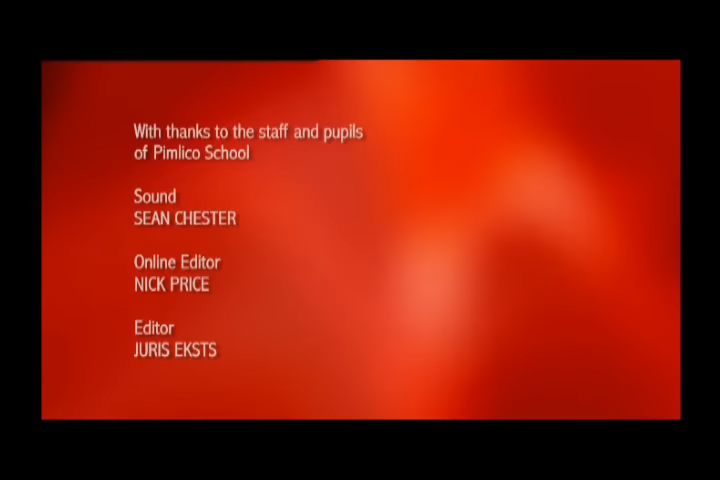 With thanks to the staff and pupils
of Pimlico School
Sound
SEAN CHESTER
Online Editor
NICK PRICE
Editor
JURIS EKSTS